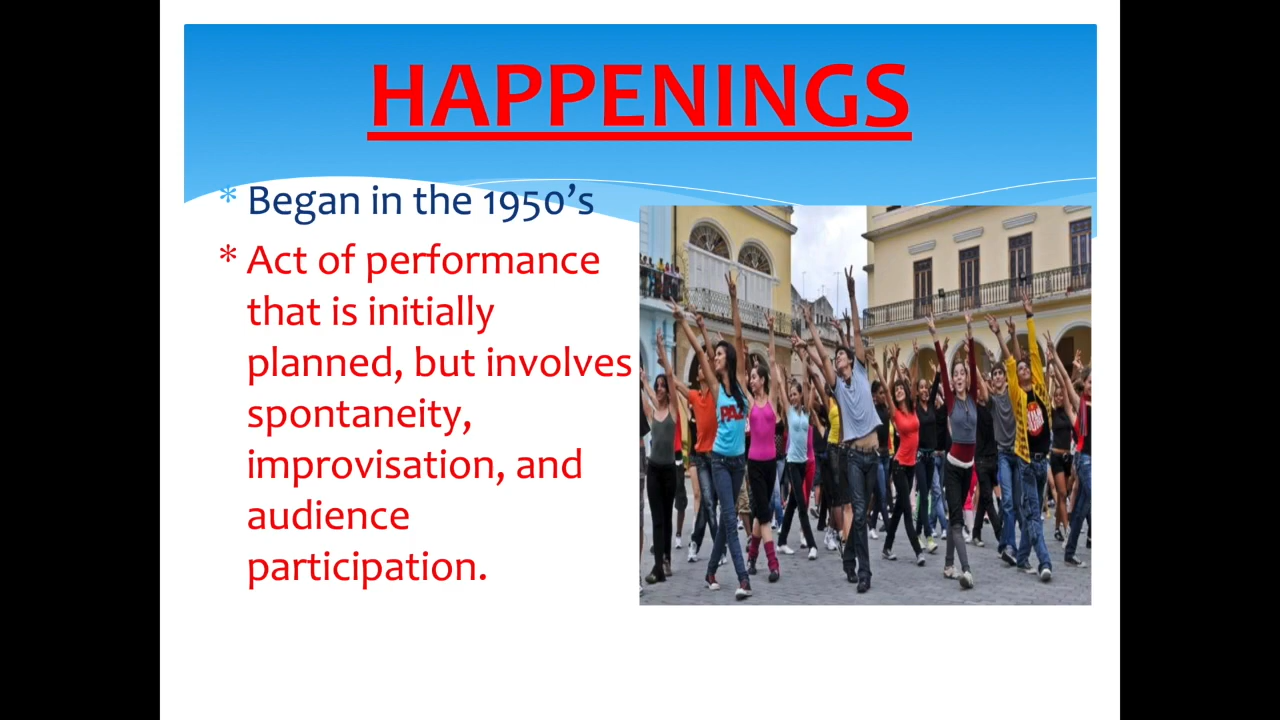 HAPPENINGS
* Began in the 1950’s
* Act of performance
that is initially
planned, but involves
spontaneity,
improvisation, and
audience
participation.
PAZ